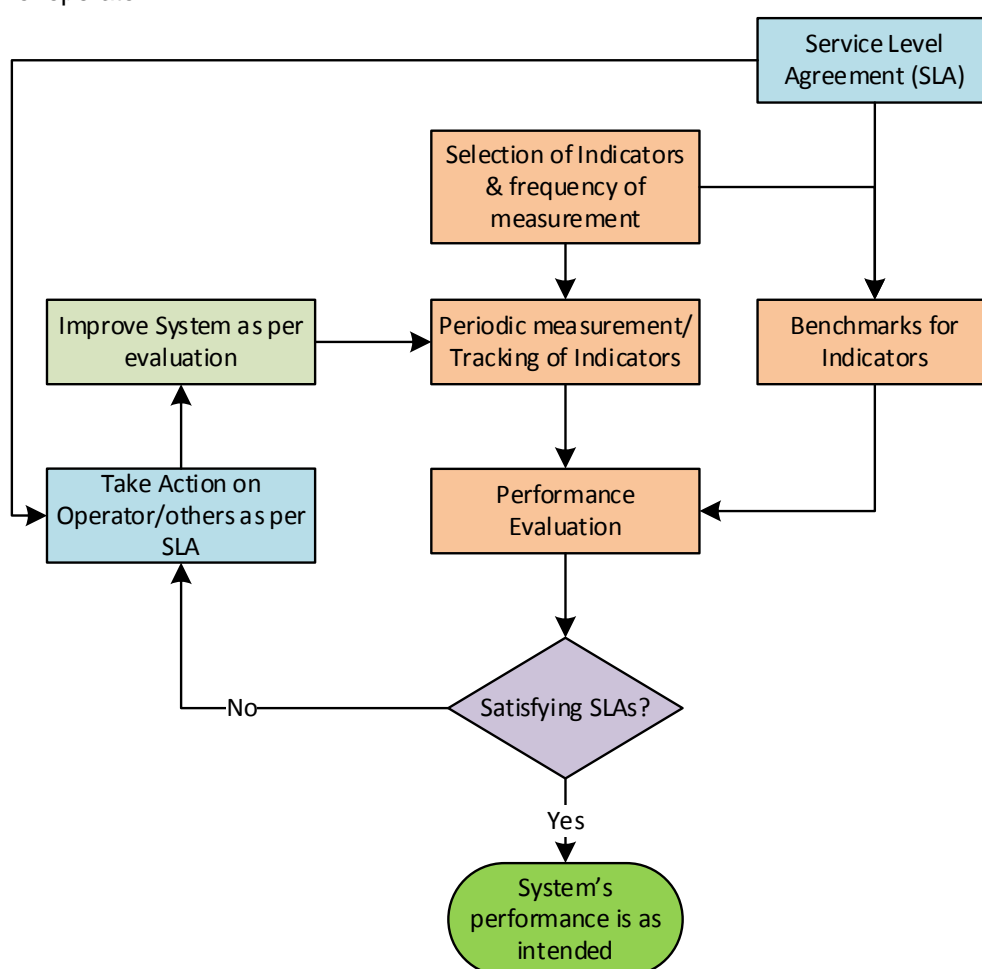 Service Level
Agreement (SLA)
Selection of Indicators
& frequency of
measurement
Improve System as per
evaluation
Periodic measurement/
Tracking of Indicators
Benchmarks for
Indicators
Take Action on
Operator/others as per
SLA
Performance
Evaluation
Satisfying SLAs?
No
Yes
System's
performance is as
intended